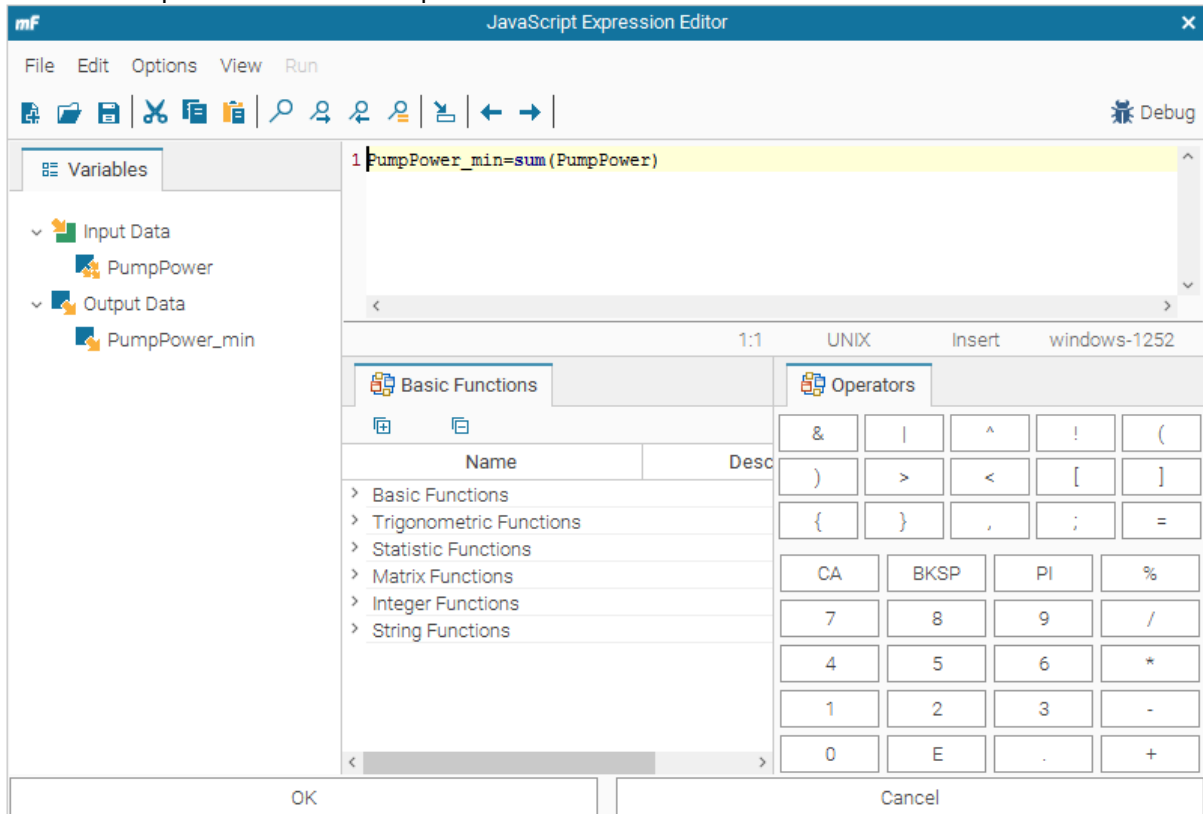 mF JavaScript Expression Editor ×
File Edit Options View Run
Debug
Variables
1 PumpPower_min=sum(PumpPower)
Input Data
PumpPower
Output Data
PumpPower_min
1:1 UNIX Insert windows-1252
Basic Functions
Operators
Name Desc
Basic Functions
Trigonometric Functions
Statistic Functions
Matrix Functions
Integer Functions
String Functions
& | ^ ! (
) > < [ ]
{ } , ; =
CA BKSP PI %
7 8 9 /
4 5 6 *
1 2 3 -
0 E . +
OK Cancel